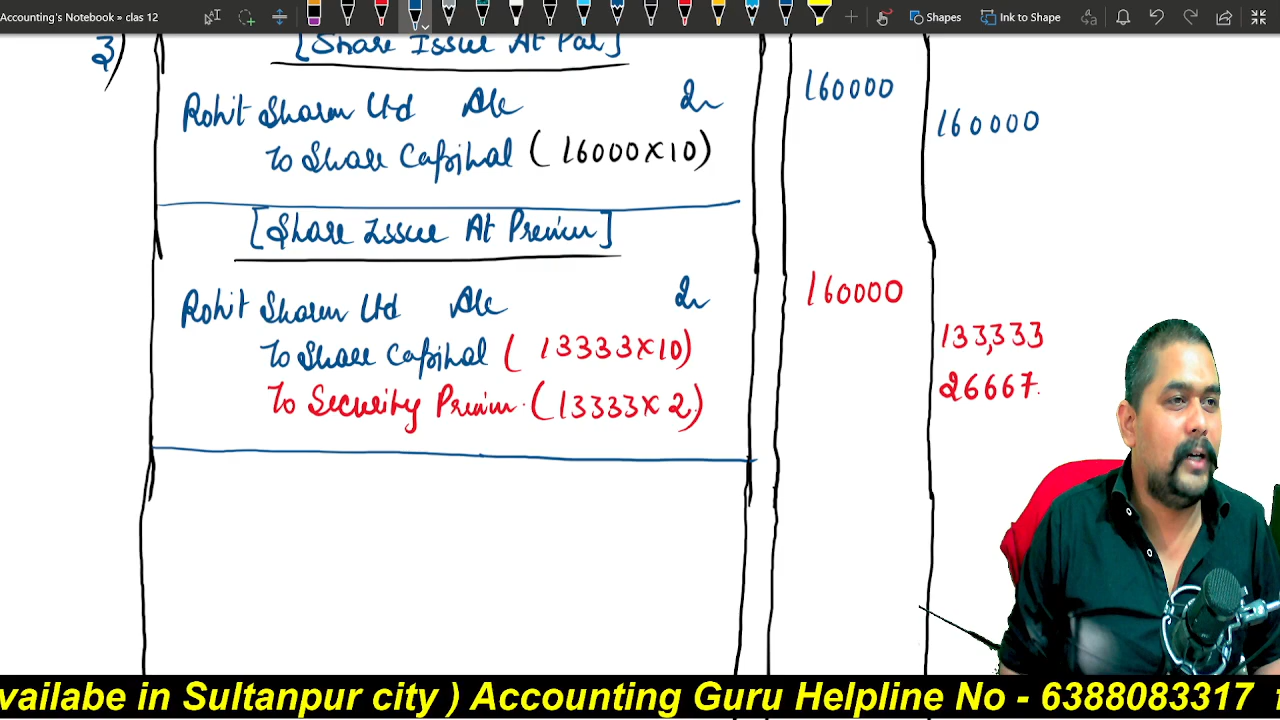 Accounting's Notebook » clas 12
Shapes
Ink to Shape
3)
[Share Issue At Par]
Rohit Sharm Ltd A/c Dr 160000
To Share Capital (16000×10) 160000
[Share Issue At Premium]
Rohit Sharm Ltd A/c Dr 160000
To Share Capital (13333×10) 133,333
To Security Premium (13333×2) 26667.
vailabe in Sultanpur city ) Accounting Guru Helpline No - 6388083317